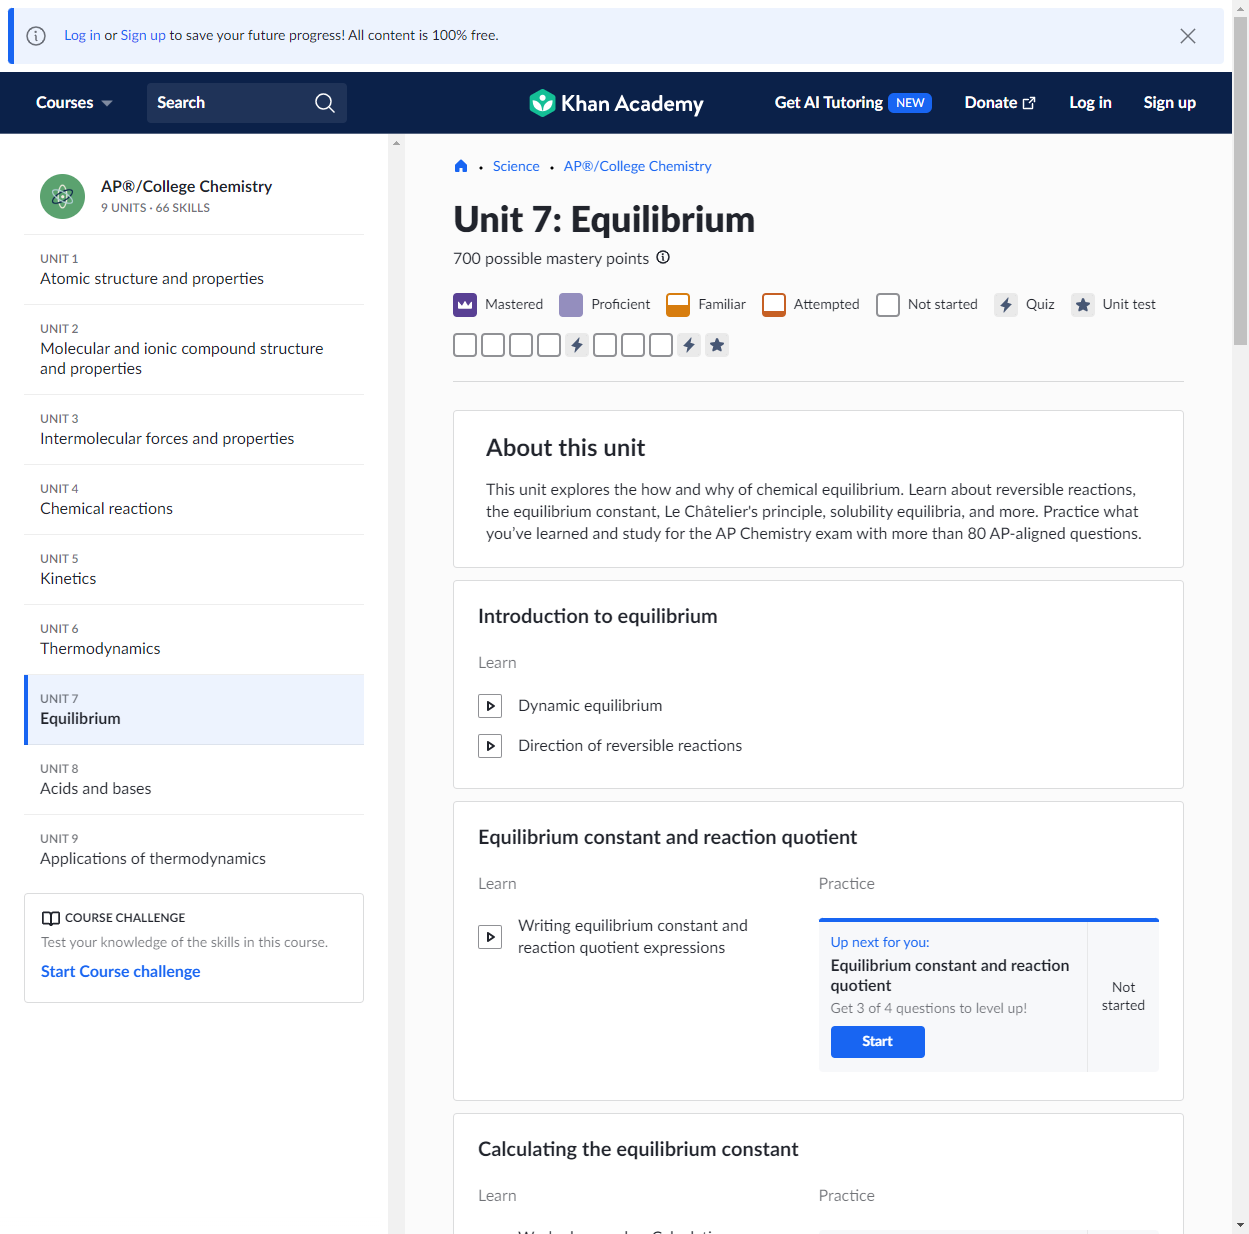 Log in or Sign up to save your future progress! All content is 100% free.
Courses
Search
Khan Academy
Get AI Tutoring NEW
Donate
Log in
Sign up
AP®/College Chemistry
9 UNITS · 66 SKILLS
UNIT 1
Atomic structure and properties
UNIT 2
Molecular and ionic compound structure
and properties
UNIT 3
Intermolecular forces and properties
UNIT 4
Chemical reactions
UNIT 5
Kinetics
UNIT 6
Thermodynamics
UNIT 7
Equilibrium
UNIT 8
Acids and bases
UNIT 9
Applications of thermodynamics
COURSE CHALLENGE
Test your knowledge of the skills in this course.
Start Course challenge
Science • AP®/College Chemistry
Unit 7: Equilibrium
700 possible mastery points
Mastered Proficient Familiar Attempted Not started Quiz Unit test
About this unit
This unit explores the how and why of chemical equilibrium. Learn about reversible reactions,
the equilibrium constant, Le Châtelier's principle, solubility equilibria, and more. Practice what
you’ve learned and study for the AP Chemistry exam with more than 80 AP-aligned questions.
Introduction to equilibrium
Learn
Dynamic equilibrium
Direction of reversible reactions
Equilibrium constant and reaction quotient
Learn
Writing equilibrium constant and
reaction quotient expressions
Practice
Up next for you:
Equilibrium constant and reaction
quotient
Get 3 of 4 questions to level up!
Start
Not
started
Calculating the equilibrium constant
Learn
Practice